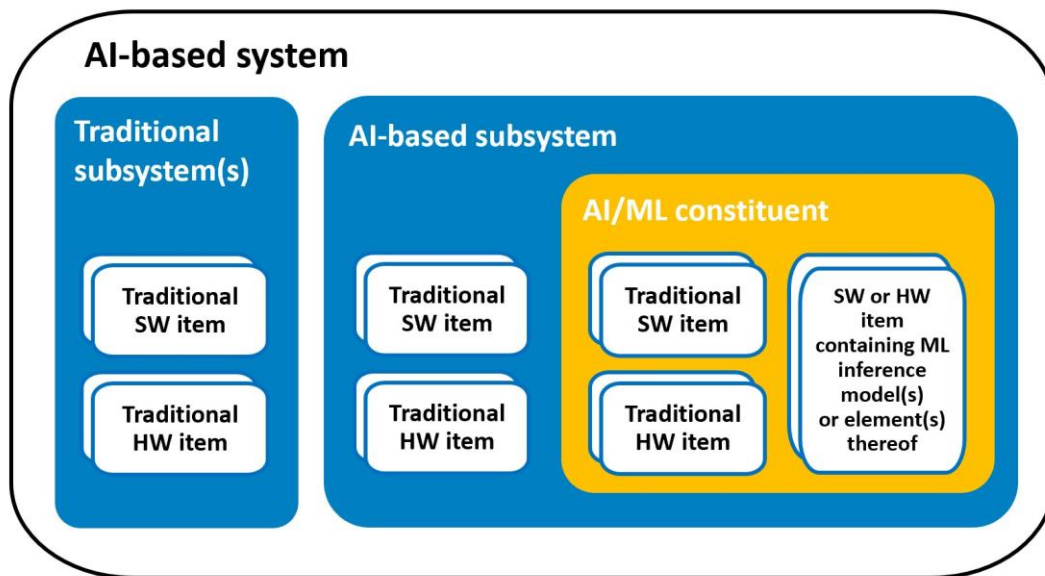 AI-based system
Traditional
subsystem(s)
Traditional
SW item
Traditional
HW item
AI-based subsystem
Traditional
SW item
Traditional
HW item
AI/ML constituent
Traditional
SW item
Traditional
HW item
SW or HW
item
containing ML
inference
model(s)
or element(s)
thereof